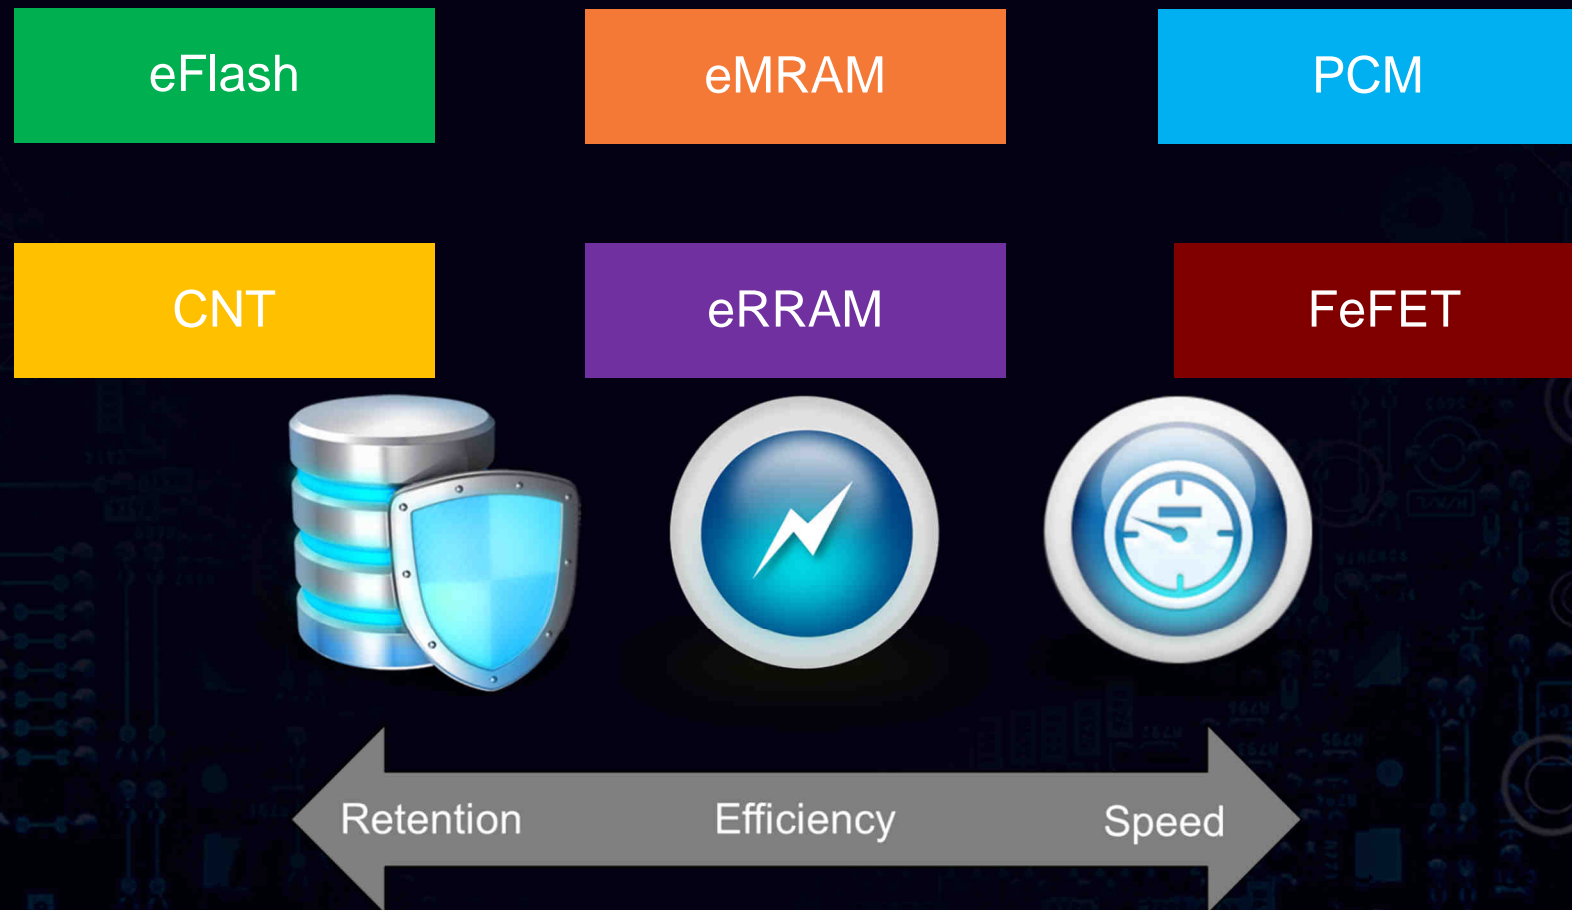 eFlash
eMRAM
PCM
CNT
eRRAM
FeFET
Retention
Efficiency
Speed